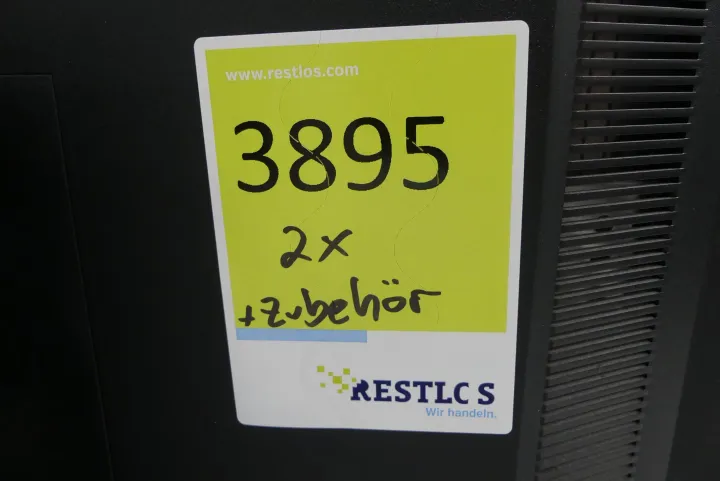 www.restlos.com
3895
2x
+zubehör
RESTLOS
Wir handeln.